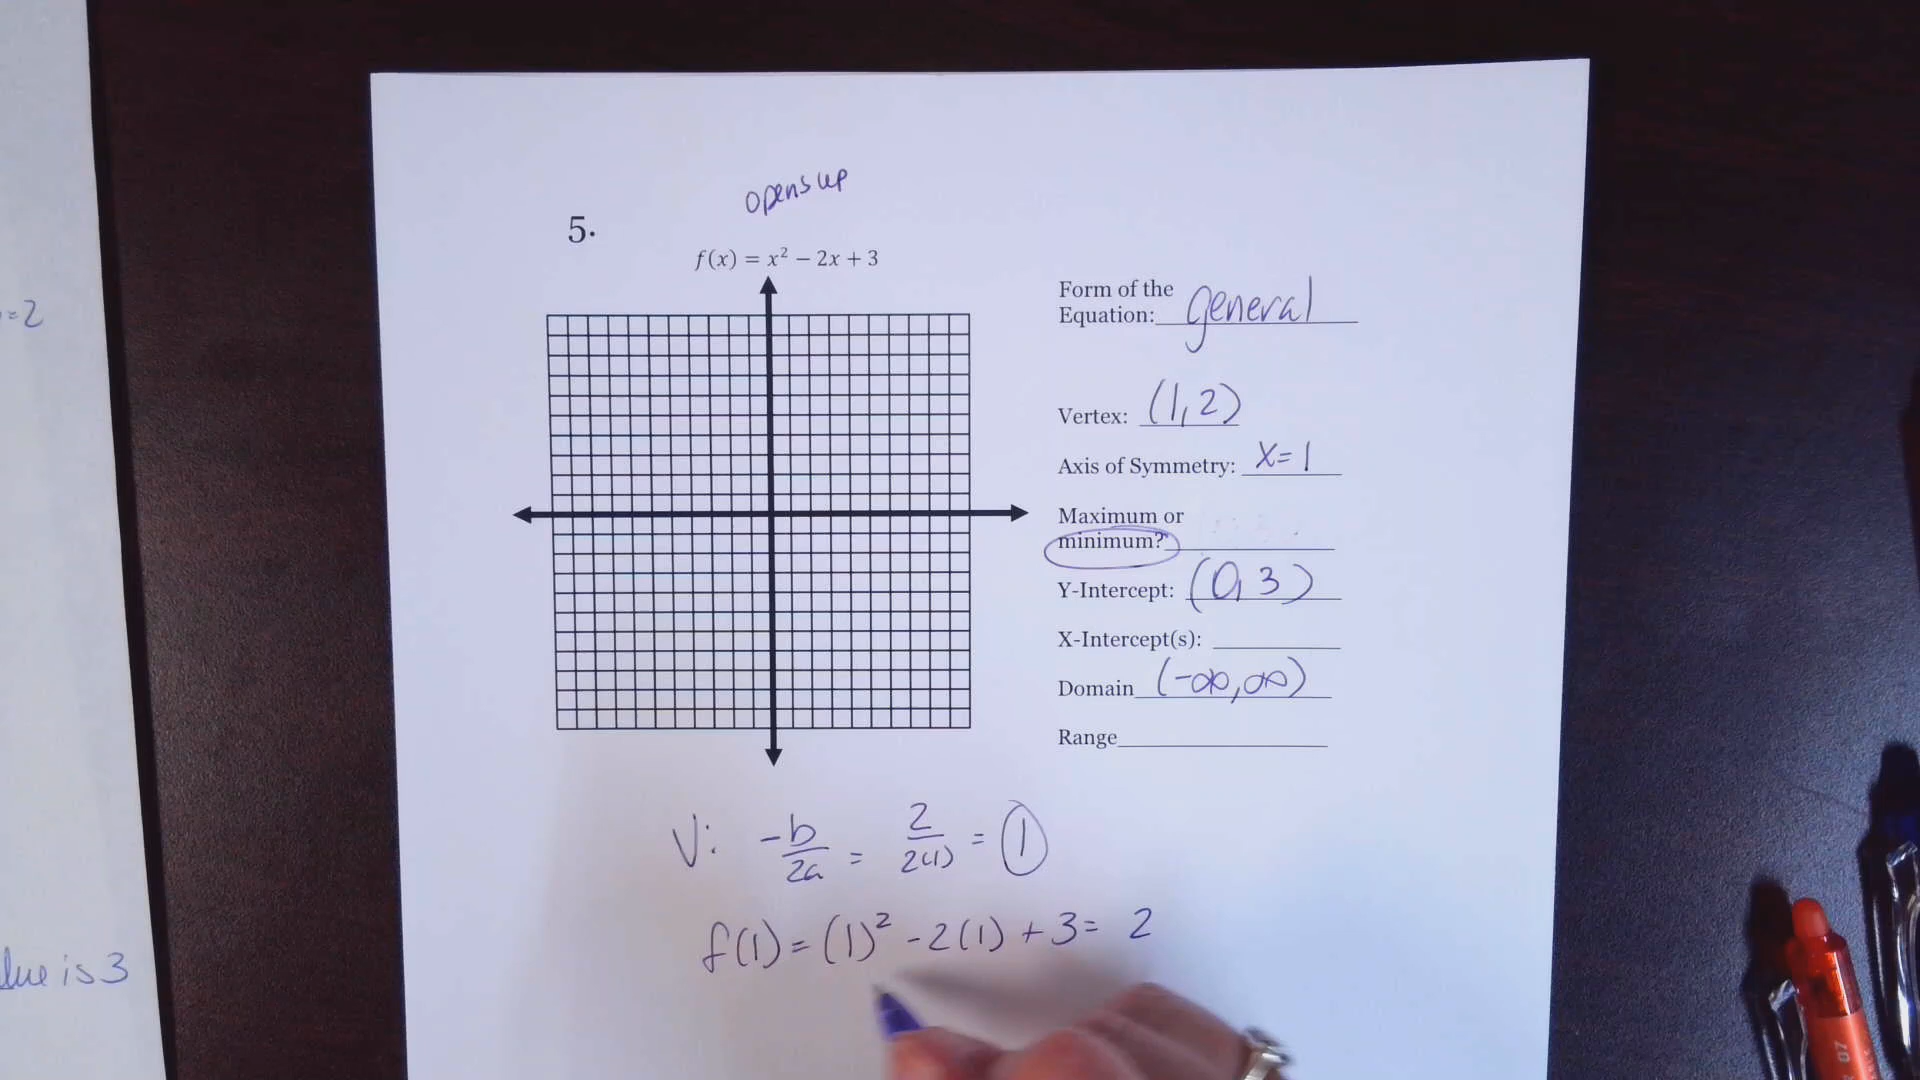 =2
lue is 3
opens up
5.
f(x) = x² − 2x + 3
Form of the
Equation: general
Vertex: (1,2)
Axis of Symmetry: x=1
Maximum or
minimum?
Y-Intercept: (0,3)
X-Intercept(s):
Domain (-∞,∞)
Range
V: -b/2a = 2/2(1) = 1
f(1) = (1)² - 2(1) + 3 = 2
07